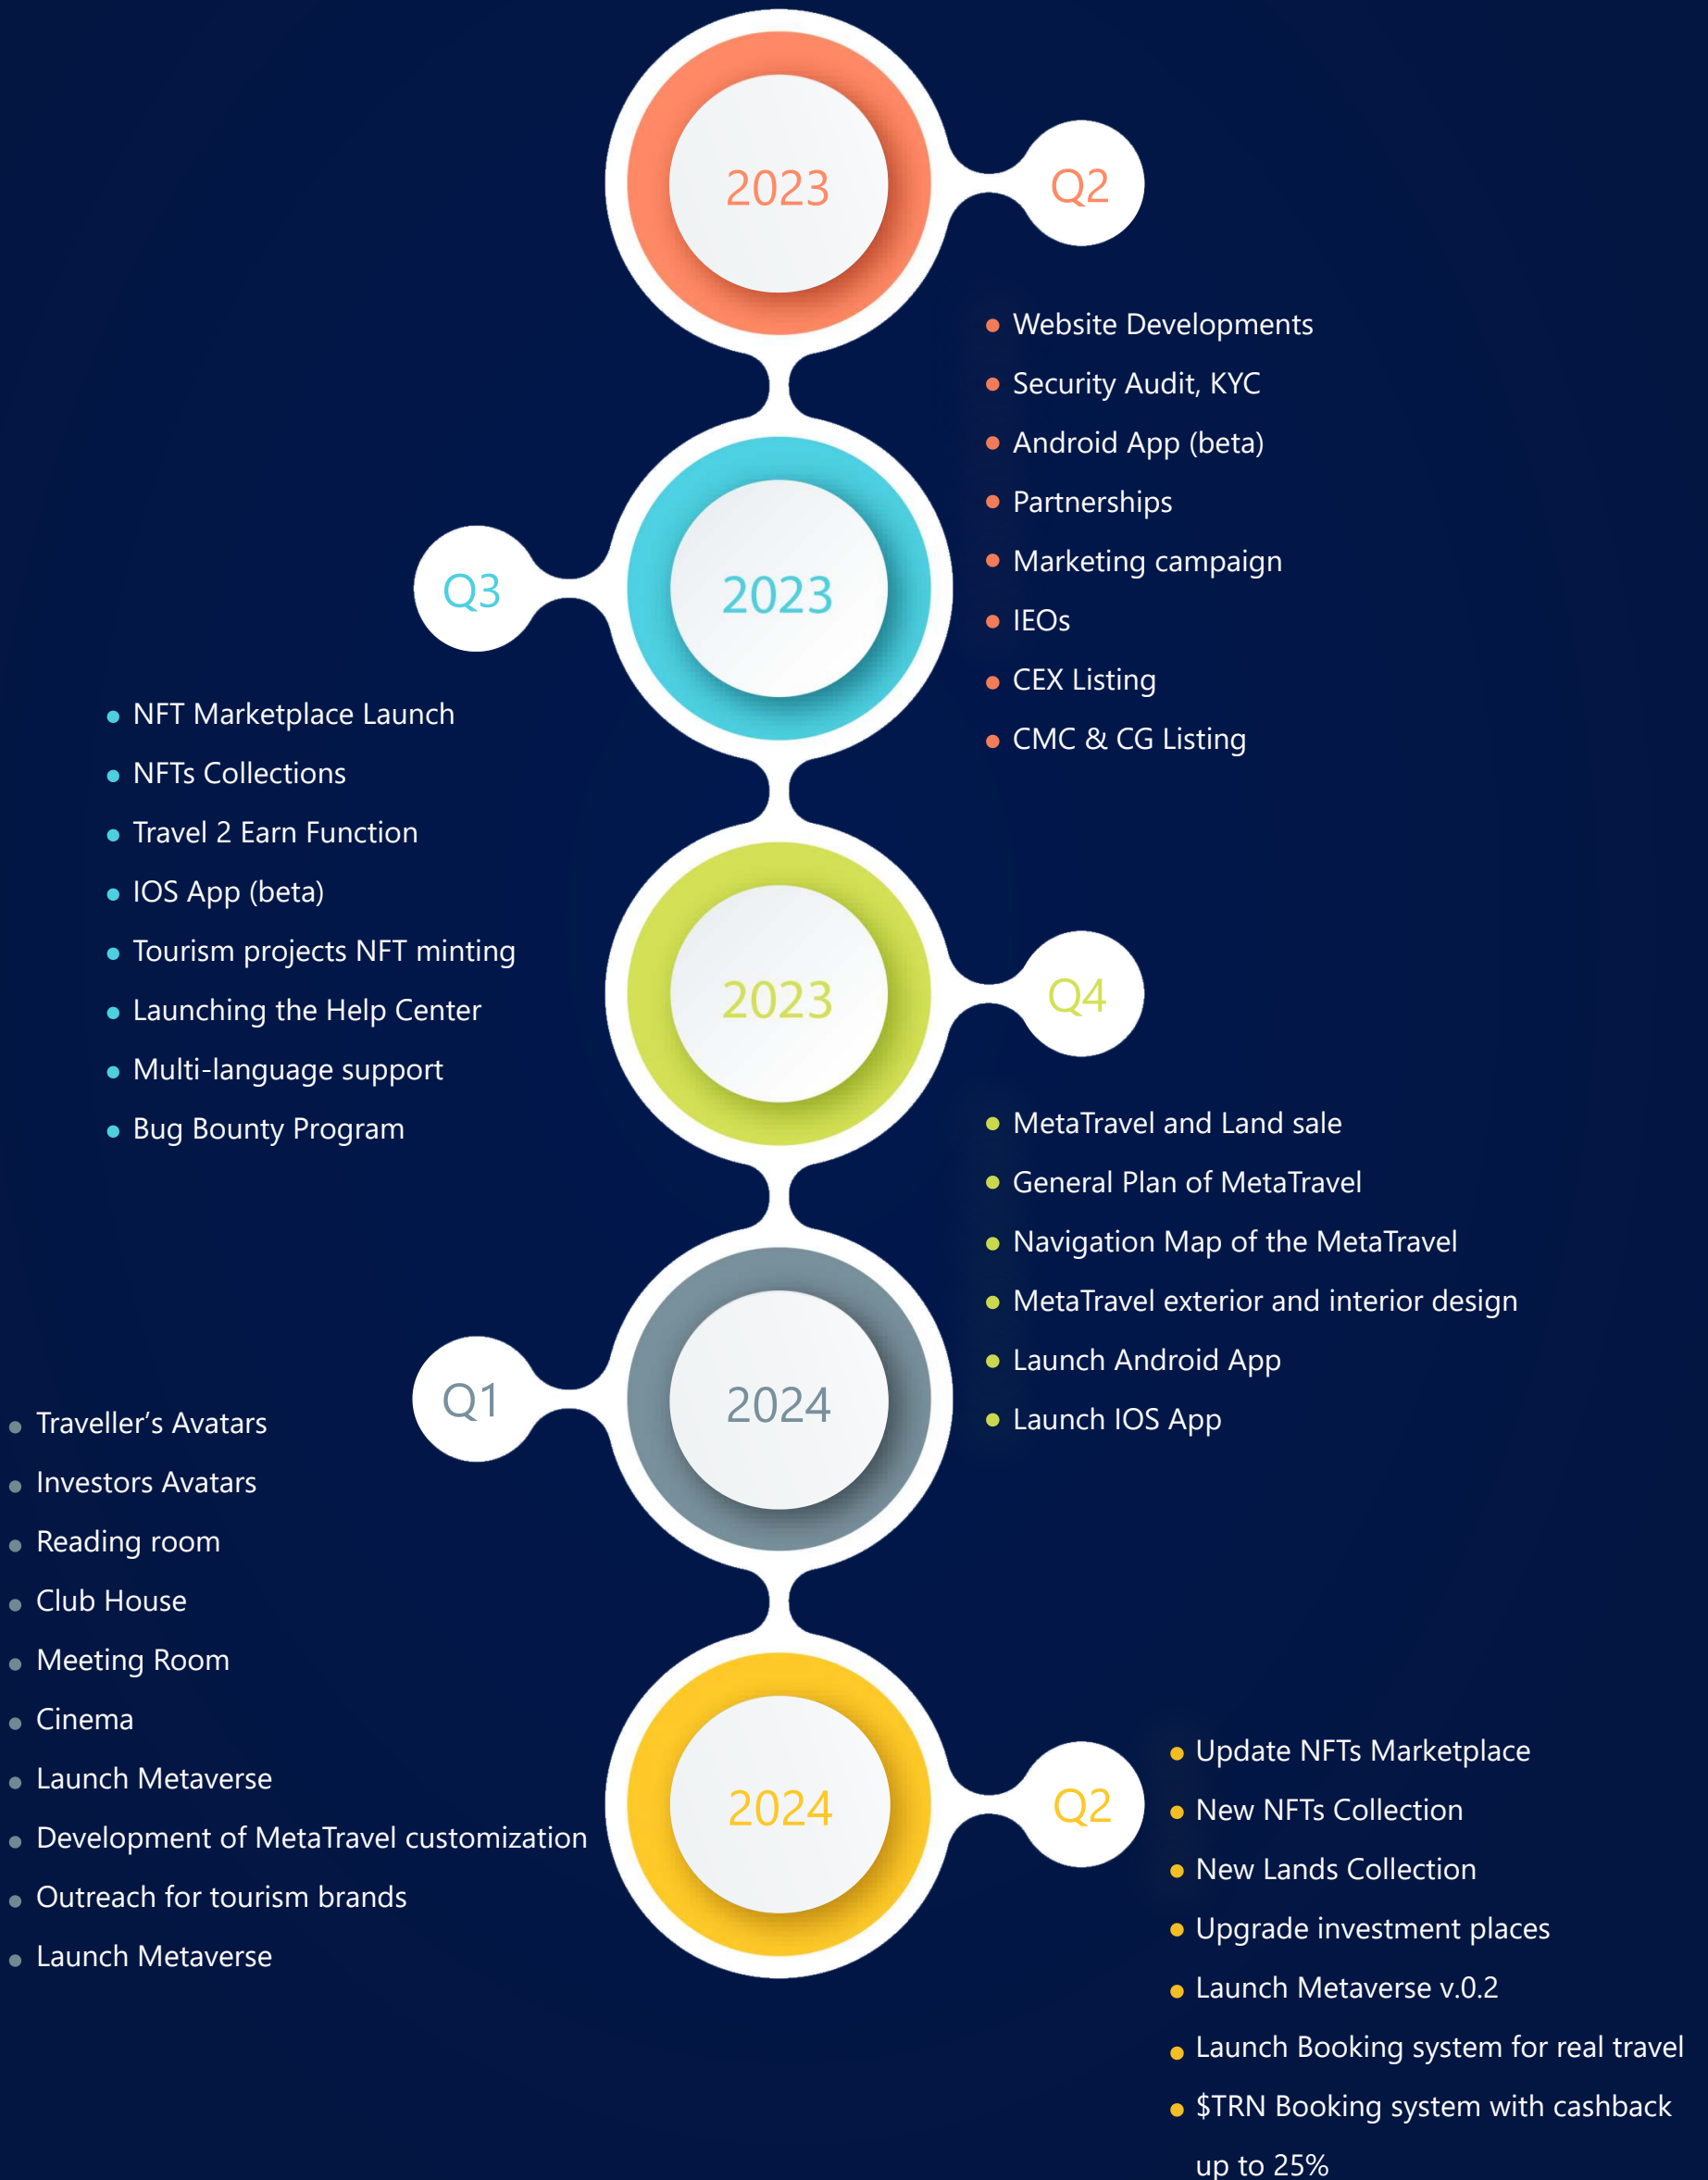 2023
Q2
Website Developments
Security Audit, KYC
Android App (beta)
Partnerships
Marketing campaign
IEOs
CEX Listing
CMC & CG Listing
2023
Q3
NFT Marketplace Launch
NFTs Collections
Travel 2 Earn Function
IOS App (beta)
Tourism projects NFT minting
Launching the Help Center
Multi-language support
Bug Bounty Program
2023
Q4
MetaTravel and Land sale
General Plan of MetaTravel
Navigation Map of the MetaTravel
MetaTravel exterior and interior design
Launch Android App
Launch IOS App
2024
Q1
Traveller’s Avatars
Investors Avatars
Reading room
Club House
Meeting Room
Cinema
Launch Metaverse
Development of MetaTravel customization
Outreach for tourism brands
Launch Metaverse
2024
Q2
Update NFTs Marketplace
New NFTs Collection
New Lands Collection
Upgrade investment places
Launch Metaverse v.0.2
Launch Booking system for real travel
$TRN Booking system with cashback
up to 25%